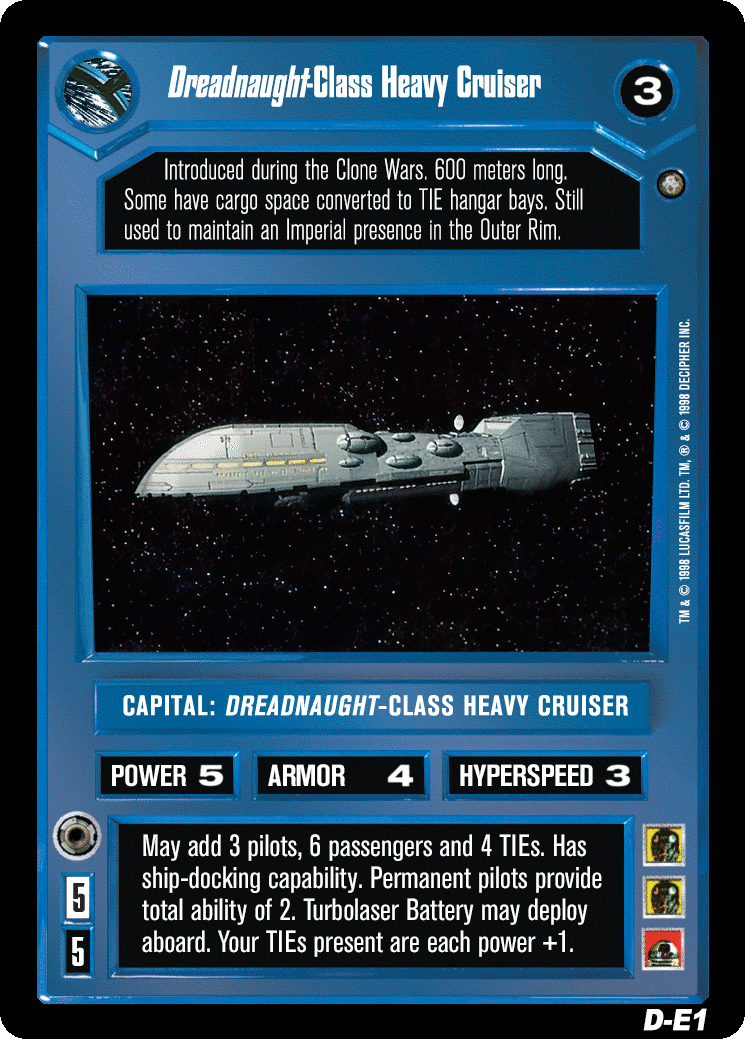 Dreadnaught-Class Heavy Cruiser
3
Introduced during the Clone Wars. 600 meters long.
Some have cargo space converted to TIE hangar bays. Still
used to maintain an Imperial presence in the Outer Rim.
TM & © 1998 LUCASFILM LTD. TM, ® & © 1998 DECIPHER INC.
CAPITAL: DREADNAUGHT-CLASS HEAVY CRUISER
POWER 5
ARMOR 4
HYPERSPEED 3
May add 3 pilots, 6 passengers and 4 TIEs. Has
ship-docking capability. Permanent pilots provide
total ability of 2. Turbolaser Battery may deploy
aboard. Your TIEs present are each power +1.
5
5
D-E1